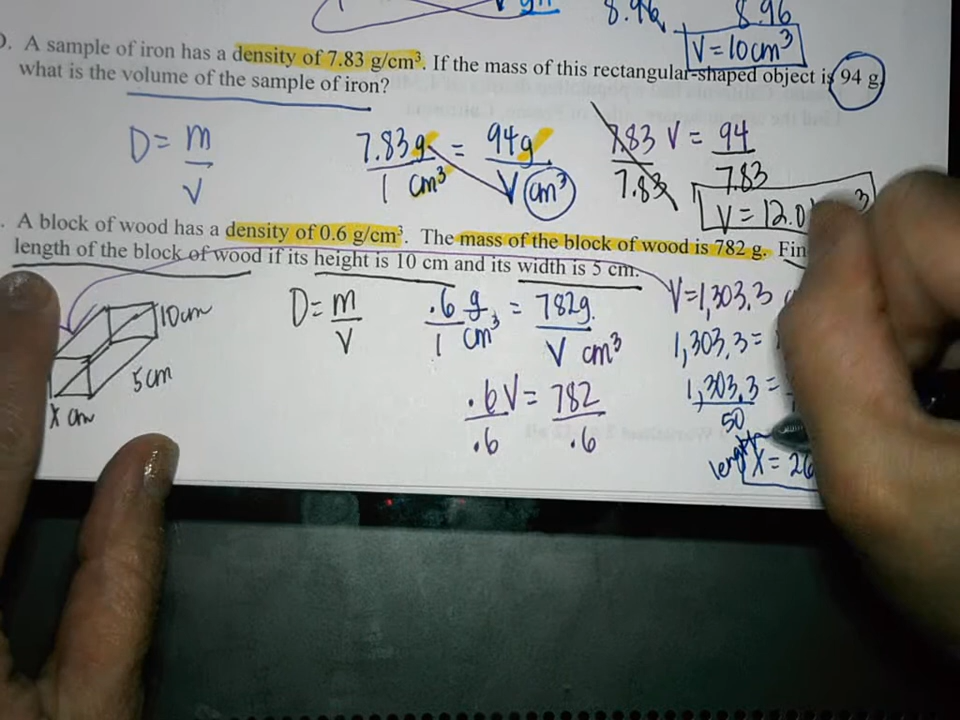 8.96 8.96
V=10cm³
. A sample of iron has a density of 7.83 g/cm³. If the mass of this rectangular-shaped object is 94 g,
what is the volume of the sample of iron?
D= m/V
7.83g/1 cm³ = 94g/V cm³
7.83 V/7.83 = 94/7.83
V=12.0
3
. A block of wood has a density of 0.6 g/cm³. The mass of the block of wood is 782 g. Fin
length of the block of wood if its height is 10 cm and its width is 5 cm.
10cm
5cm
x cm
D= m/V
.6 g/1 cm³ = 782g./V cm³
.6V/.6 = 782/.6
V=1,303.3
1,303.3=
1,303.3/50 =
length x=26